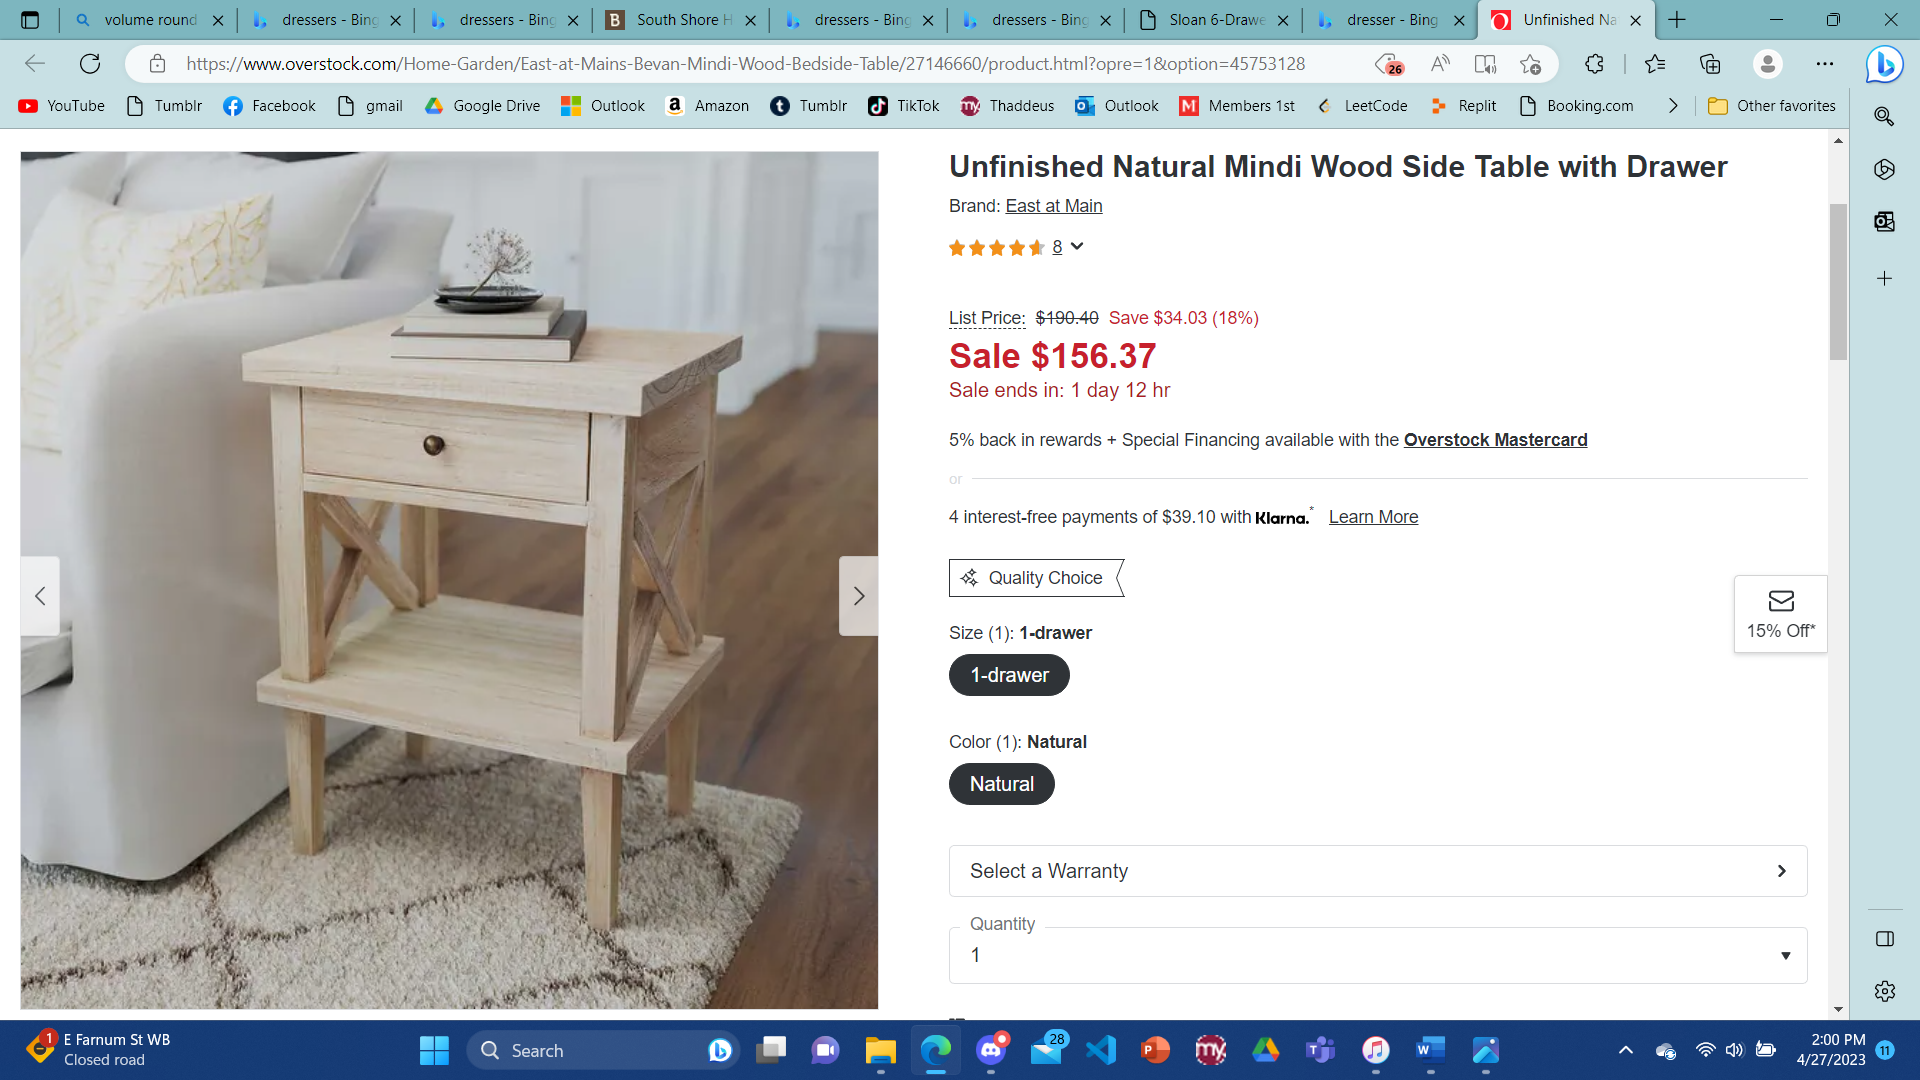 volume round
dressers - Bing
dressers - Bing
South Shore H
dressers - Bing
dressers - Bing
Sloan 6-Drawe
dresser - Bing
Unfinished Na
https://www.overstock.com/Home-Garden/East-at-Mains-Bevan-Mindi-Wood-Bedside-Table/27146660/product.html?opre=1&option=45753128
26
YouTube
Tumblr
Facebook
gmail
Google Drive
Outlook
Amazon
Tumblr
TikTok
Thaddeus
Outlook
Members 1st
LeetCode
Replit
Booking.com
Other favorites
Unfinished Natural Mindi Wood Side Table with Drawer
Brand: East at Main
8
List Price: $190.40 Save $34.03 (18%)
Sale $156.37
Sale ends in: 1 day 12 hr
5% back in rewards + Special Financing available with the Overstock Mastercard
or
4 interest-free payments of $39.10 with Klarna.* Learn More
Quality Choice
15% Off*
Size (1): 1-drawer
1-drawer
Color (1): Natural
Natural
Select a Warranty
Quantity
1
1
E Farnum St WB
Closed road
Search
28
my
2:00 PM
4/27/2023
11